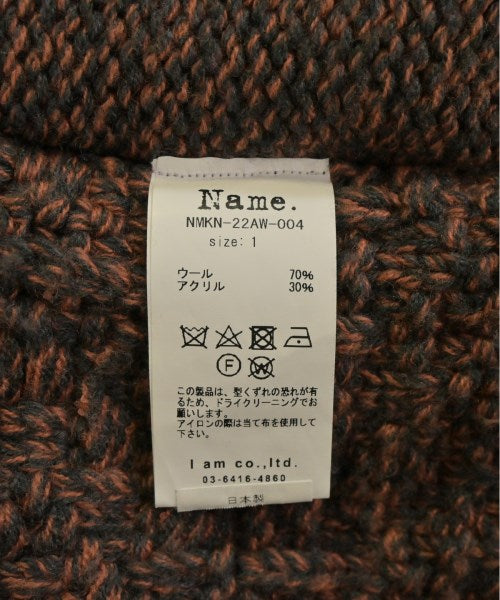 Name.
NMKN-22AW-004
size: 1
ウール 70%
アクリル 30%
F
W
この製品は、型くずれの恐れが有
るため、ドライクリーニングでお
願いします。
アイロンの際は当て布を使用して
下さい。
I am co.,ltd.
03-6416-4860
日本製